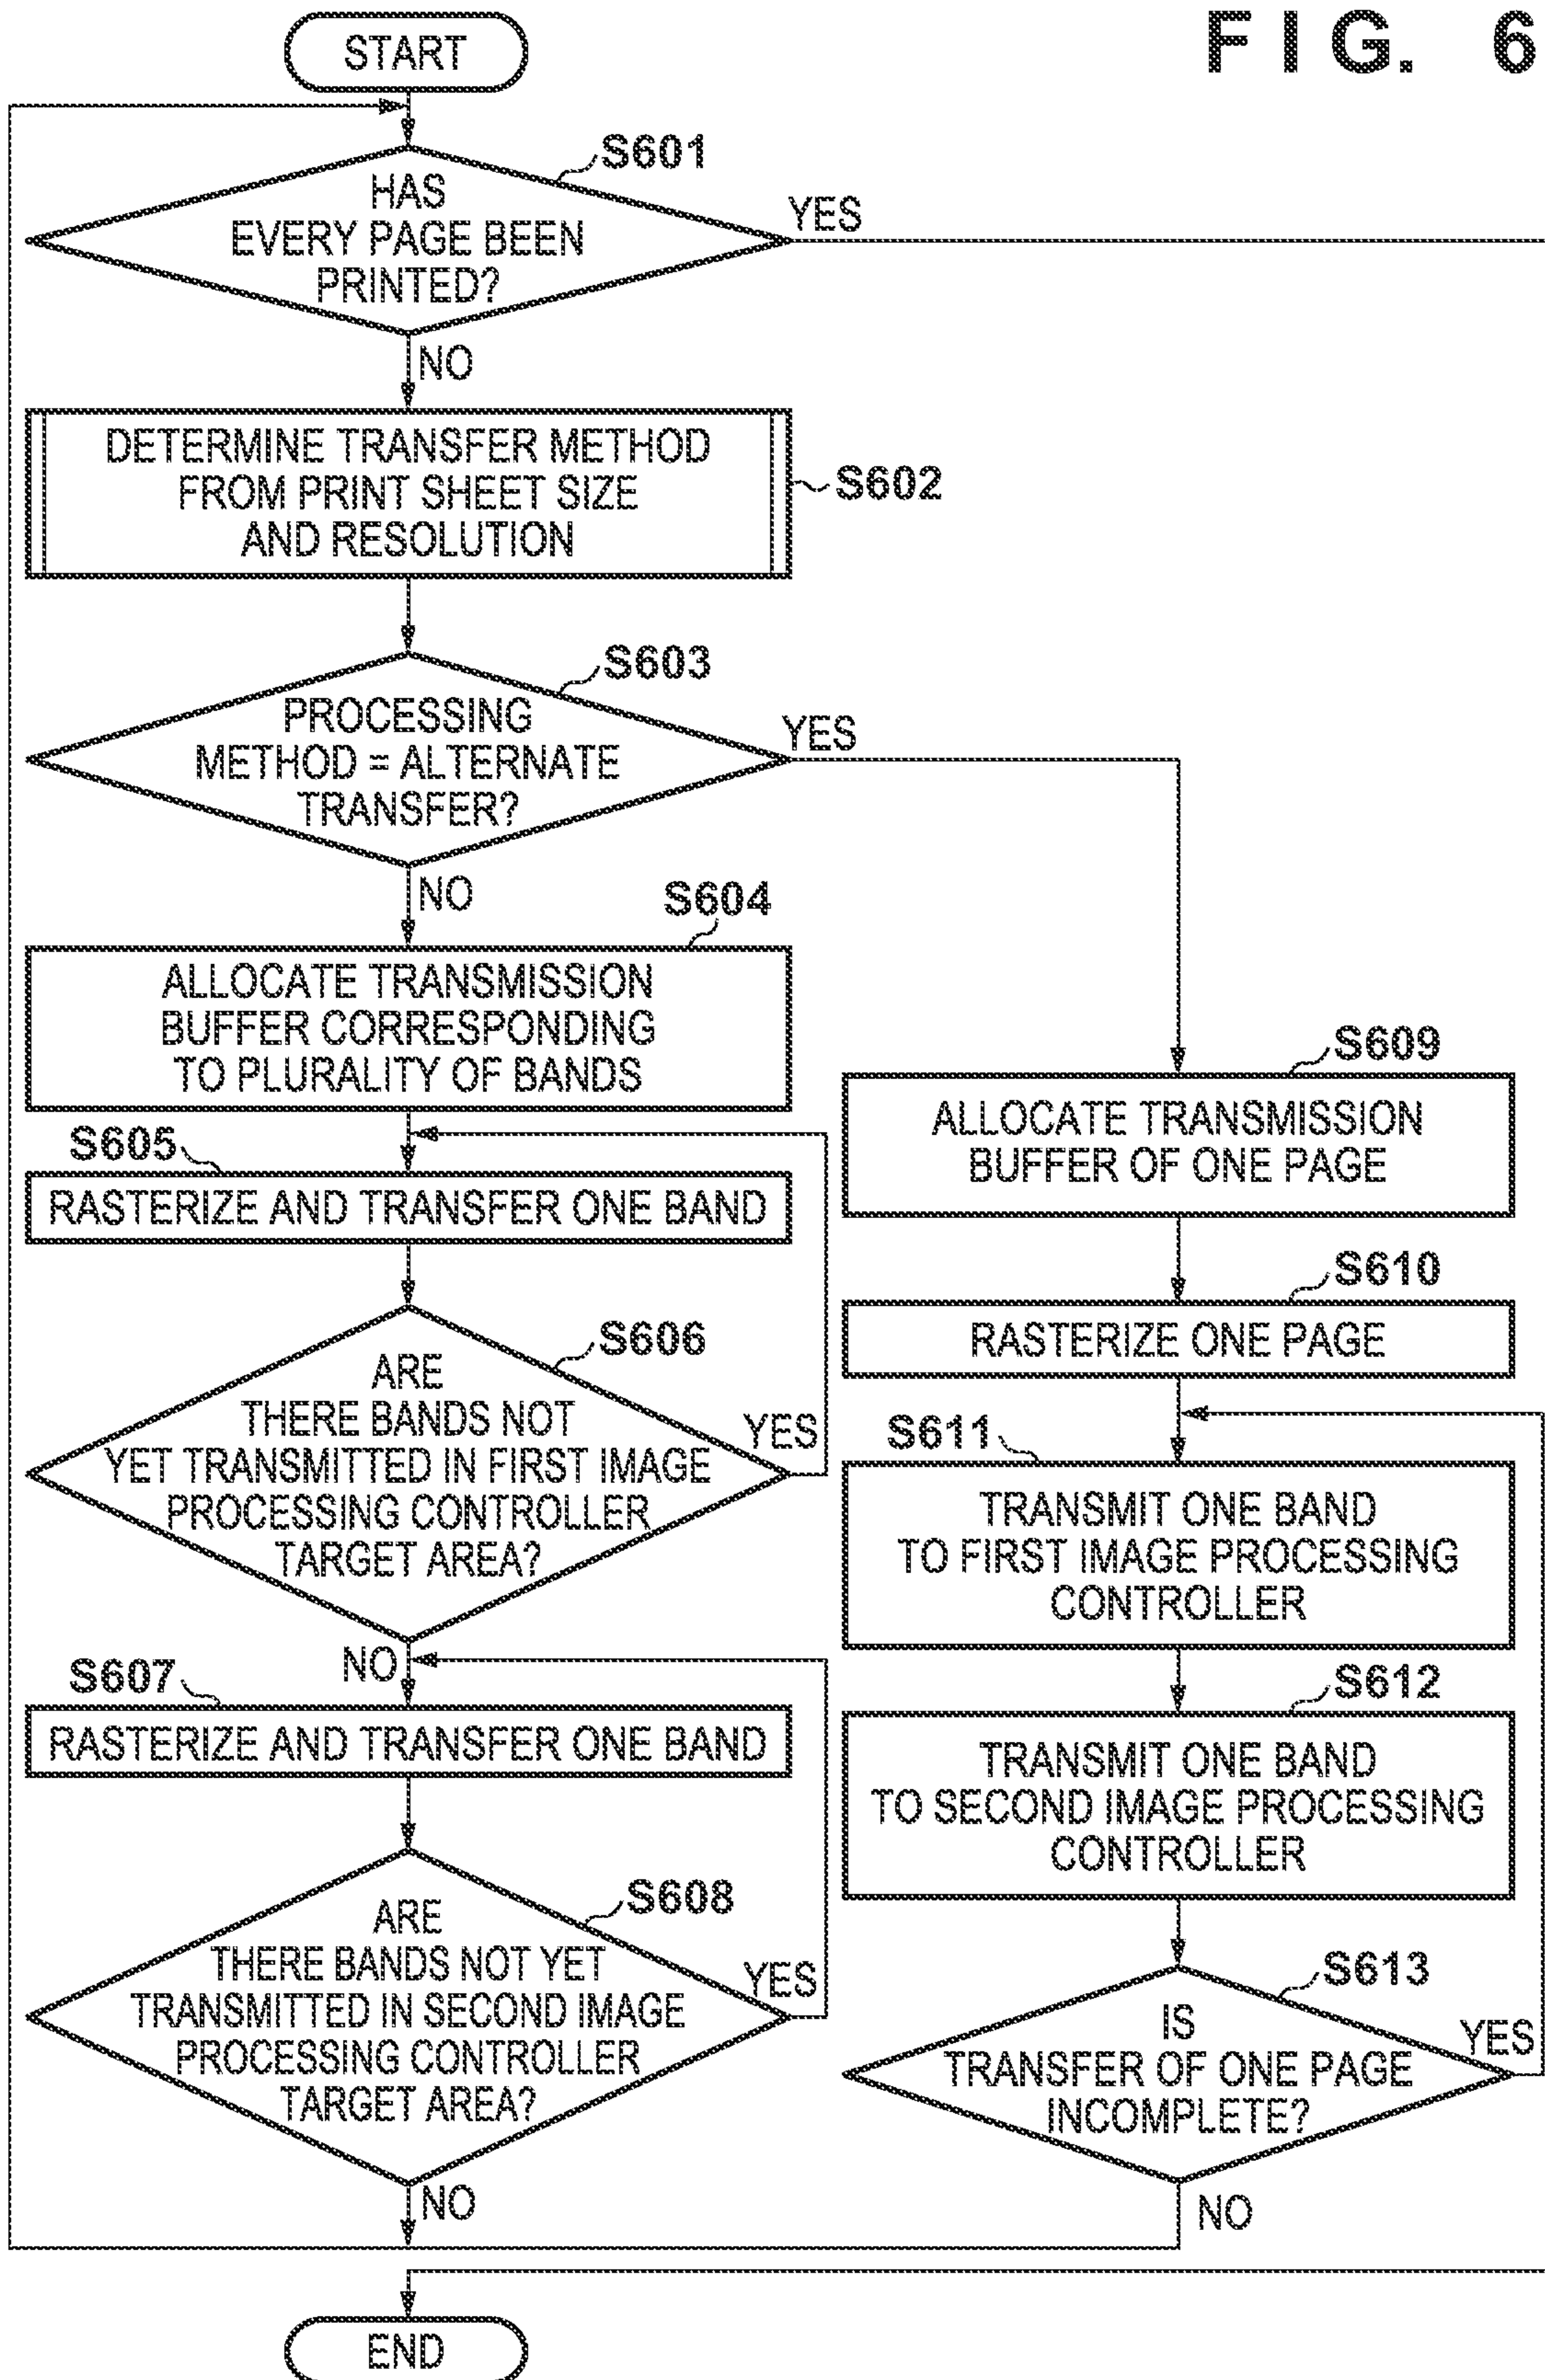 FIG. 6
START
S601
HAS
EVERY PAGE BEEN
PRINTED?
YES
NO
DETERMINE TRANSFER METHOD
FROM PRINT SHEET SIZE
AND RESOLUTION
S602
S603
PROCESSING
METHOD = ALTERNATE
TRANSFER?
YES
NO
S604
ALLOCATE TRANSMISSION
BUFFER CORRESPONDING
TO PLURALITY OF BANDS
S605
RASTERIZE AND TRANSFER ONE BAND
S606
ARE
THERE BANDS NOT
YET TRANSMITTED IN FIRST IMAGE
PROCESSING CONTROLLER
TARGET AREA?
YES
NO
S607
RASTERIZE AND TRANSFER ONE BAND
S608
ARE
THERE BANDS NOT YET
TRANSMITTED IN SECOND IMAGE
PROCESSING CONTROLLER
TARGET AREA?
YES
NO
S609
ALLOCATE TRANSMISSION
BUFFER OF ONE PAGE
S610
RASTERIZE ONE PAGE
S611
TRANSMIT ONE BAND
TO FIRST IMAGE PROCESSING
CONTROLLER
S612
TRANSMIT ONE BAND
TO SECOND IMAGE PROCESSING
CONTROLLER
S613
IS
TRANSFER OF ONE PAGE
INCOMPLETE?
YES
NO
END